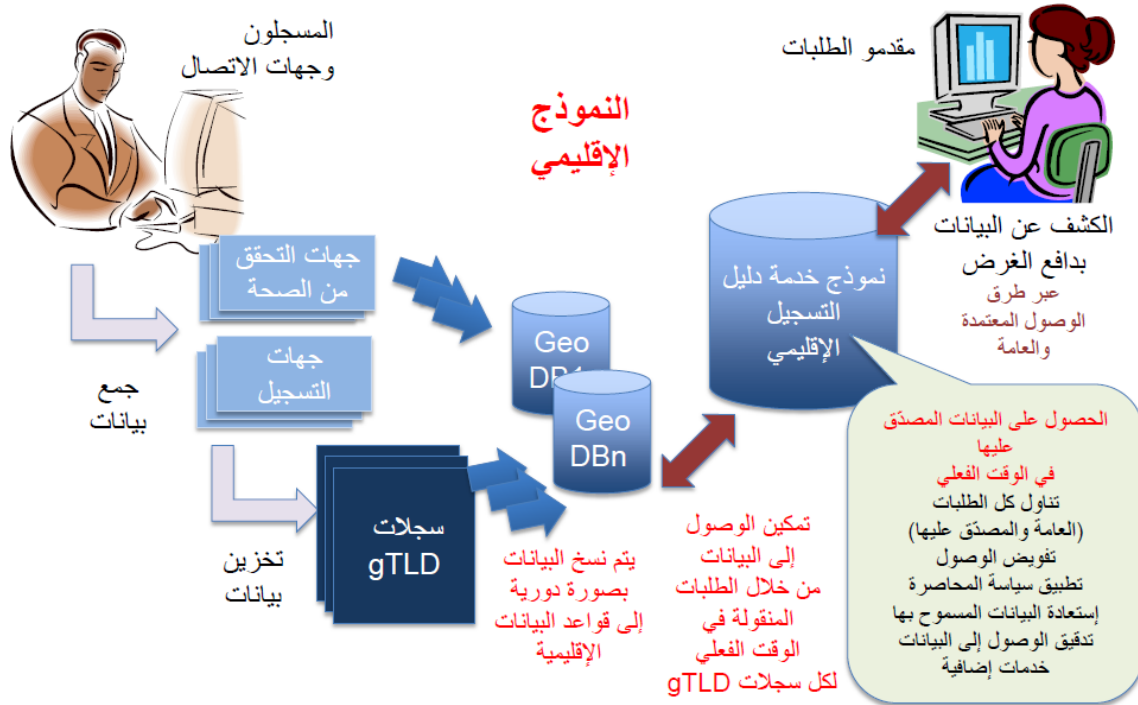 المسجلون
وجهات الاتصال
مقدمو الطلبات
النموذج
الإقليمي
جهات التحقق
من الصحة
جهات
التسجيل
جمع
بيانات
تخزين
بيانات
سجلات
gTLD
Geo
Geo
DBn
يتم نسخ البيانات
بصورة دورية
إلى قواعد البيانات
الإقليمية
تمكين الوصول
إلى البيانات
من خلال الطلبات
المنقولة في
الوقت الفعلي
لكل سجلات gTLD
نموذج خدمة دليل
التسجيل
الإقليمي
الكشف عن البيانات
بدافع الغرض
عبر طرق
الوصول المعتمدة
والعامة
الحصول على البيانات المصدّق
عليها
في الوقت الفعلي
تناول كل الطلبات
(العامة والمصدّق عليها)
تفويض الوصول
تطبيق سياسة المحاصرة
إستعادة البيانات المسموح بها
تدقيق الوصول إلى البيانات
خدمات إضافية